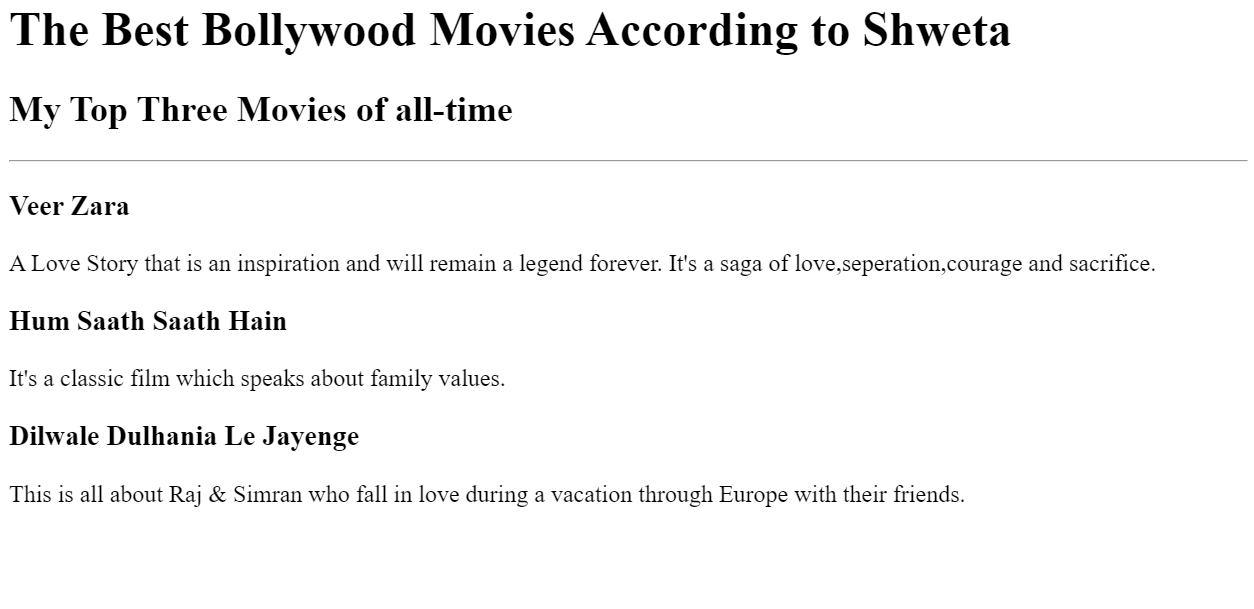 The Best Bollywood Movies According to Shweta
My Top Three Movies of all-time
Veer Zara
A Love Story that is an inspiration and will remain a legend forever. It's a saga of love,seperation,courage and sacrifice.
Hum Saath Saath Hain
It's a classic film which speaks about family values.
Dilwale Dulhania Le Jayenge
This is all about Raj & Simran who fall in love during a vacation through Europe with their friends.